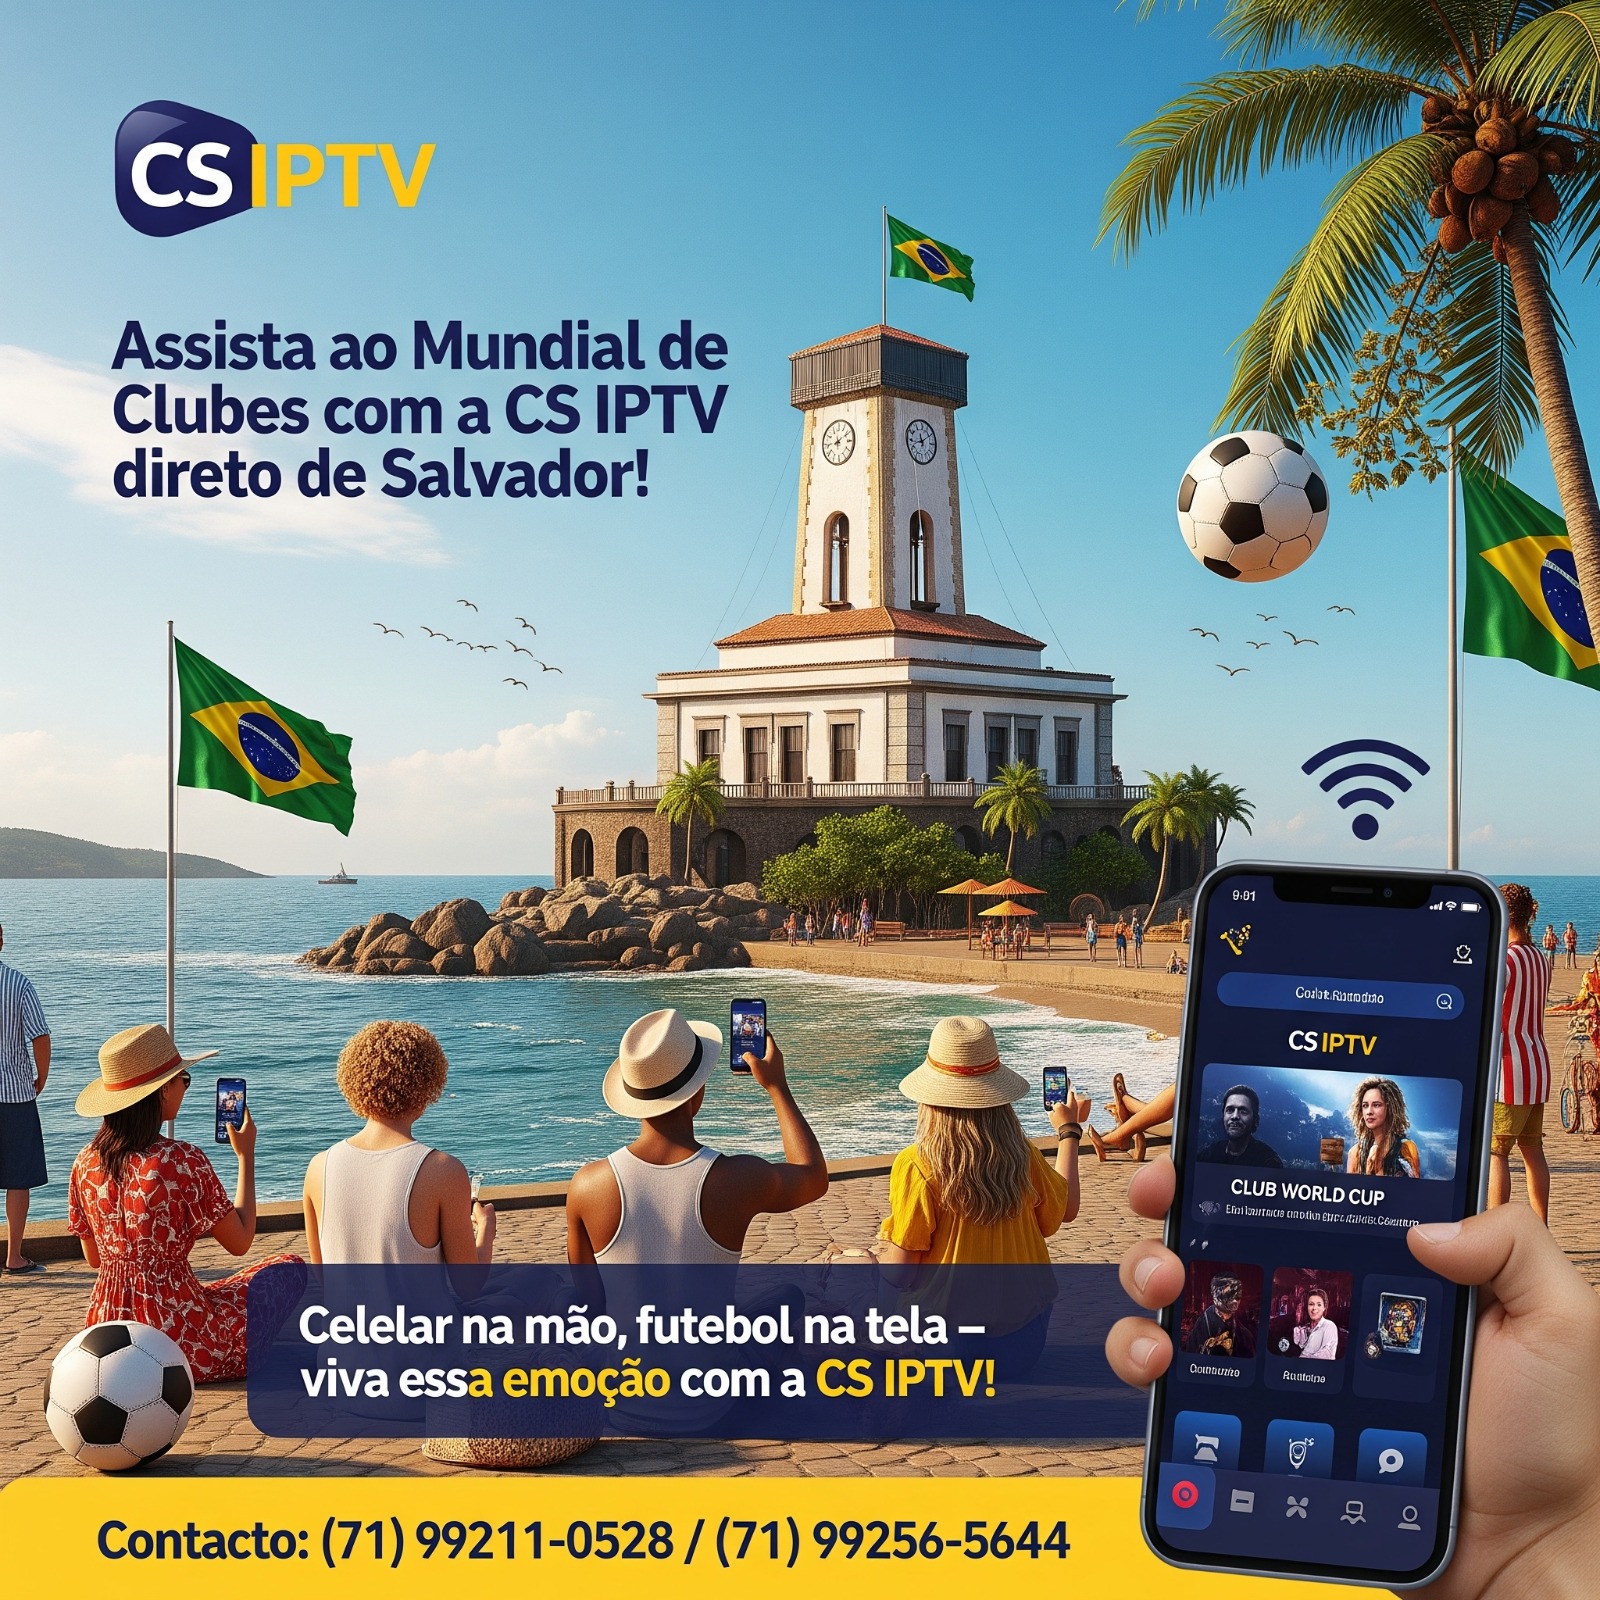 CS IPTV
Assista ao Mundial de
Clubes com a CS IPTV
direto de Salvador!
CS IPTV
CLUB WORLD CUP
Celelar na mão, futebol na tela –
viva essa emoção com a CS IPTV!
Contacto: (71) 99211-0528 / (71) 99256-5644